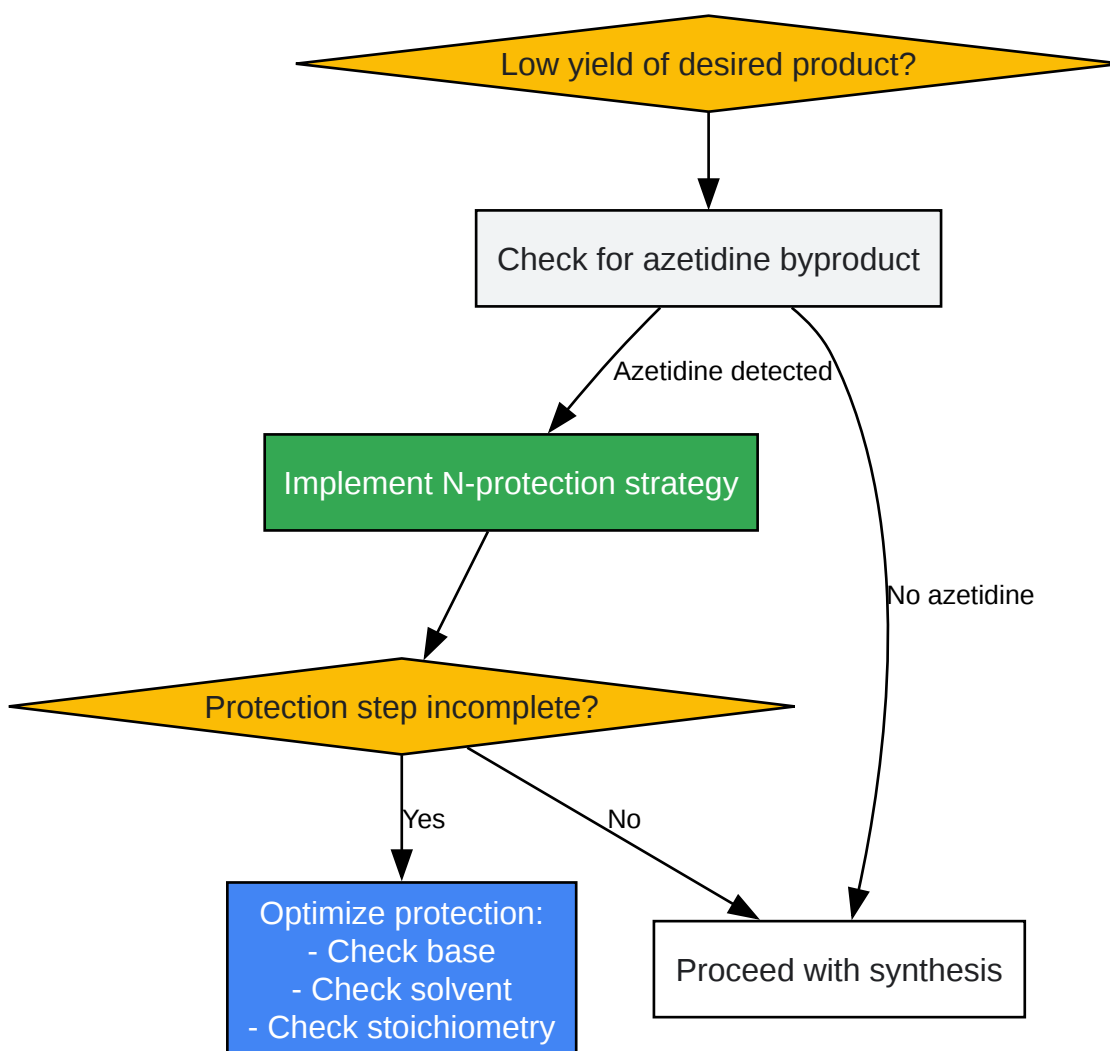 Low yield of desired product?
Check for azetidine byproduct
Azetidine detected
Implement N-protection strategy
No azetidine
Protection step incomplete?
Yes
No
Optimize protection:
- Check base
- Check solvent
- Check stoichiometry
Proceed with synthesis